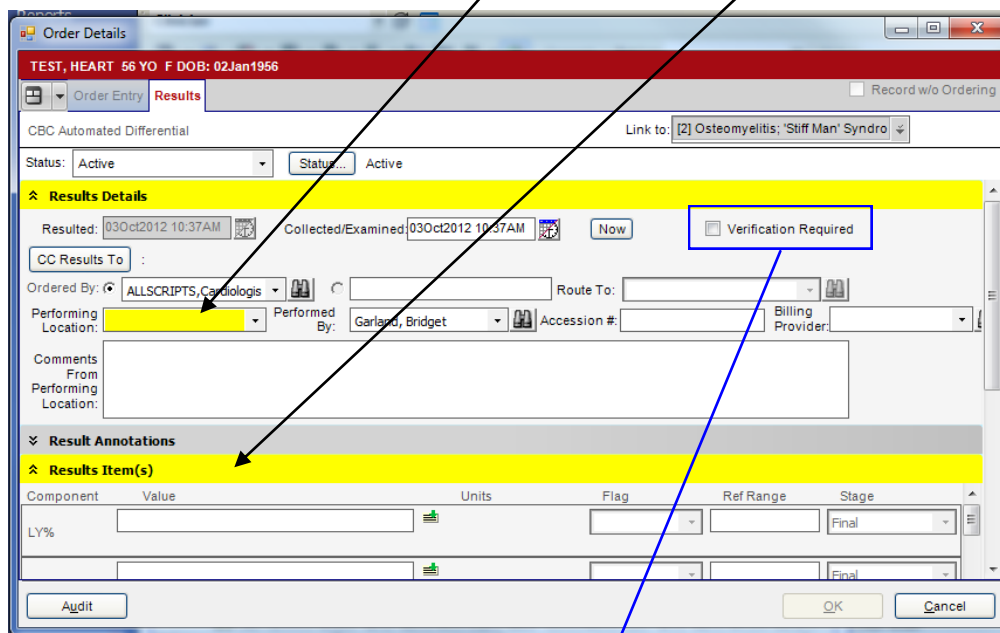 Reports
Order Details
TEST, HEART 56 YO F DOB: 02Jan1956
Order Entry Results Record w/o Ordering
CBC Automated Differential Link to: [2] Osteomyelitis; 'Stiff Man' Syndro
Status: Active Status... Active
Results Details
Resulted: 03Oct2012 10:37AM Collected/Examined: 03Oct2012 10:37AM Now Verification Required
CC Results To :
Ordered By: ALLSCRIPTS,Cardiologis Route To:
Performing Location: Performed By: Garland, Bridget Accession #: Billing Provider:
Comments
From
Performing
Location:
Result Annotations
Results Item(s)
Component Value Units Flag Ref Range Stage
LY% Final
Final
Audit OK Cancel